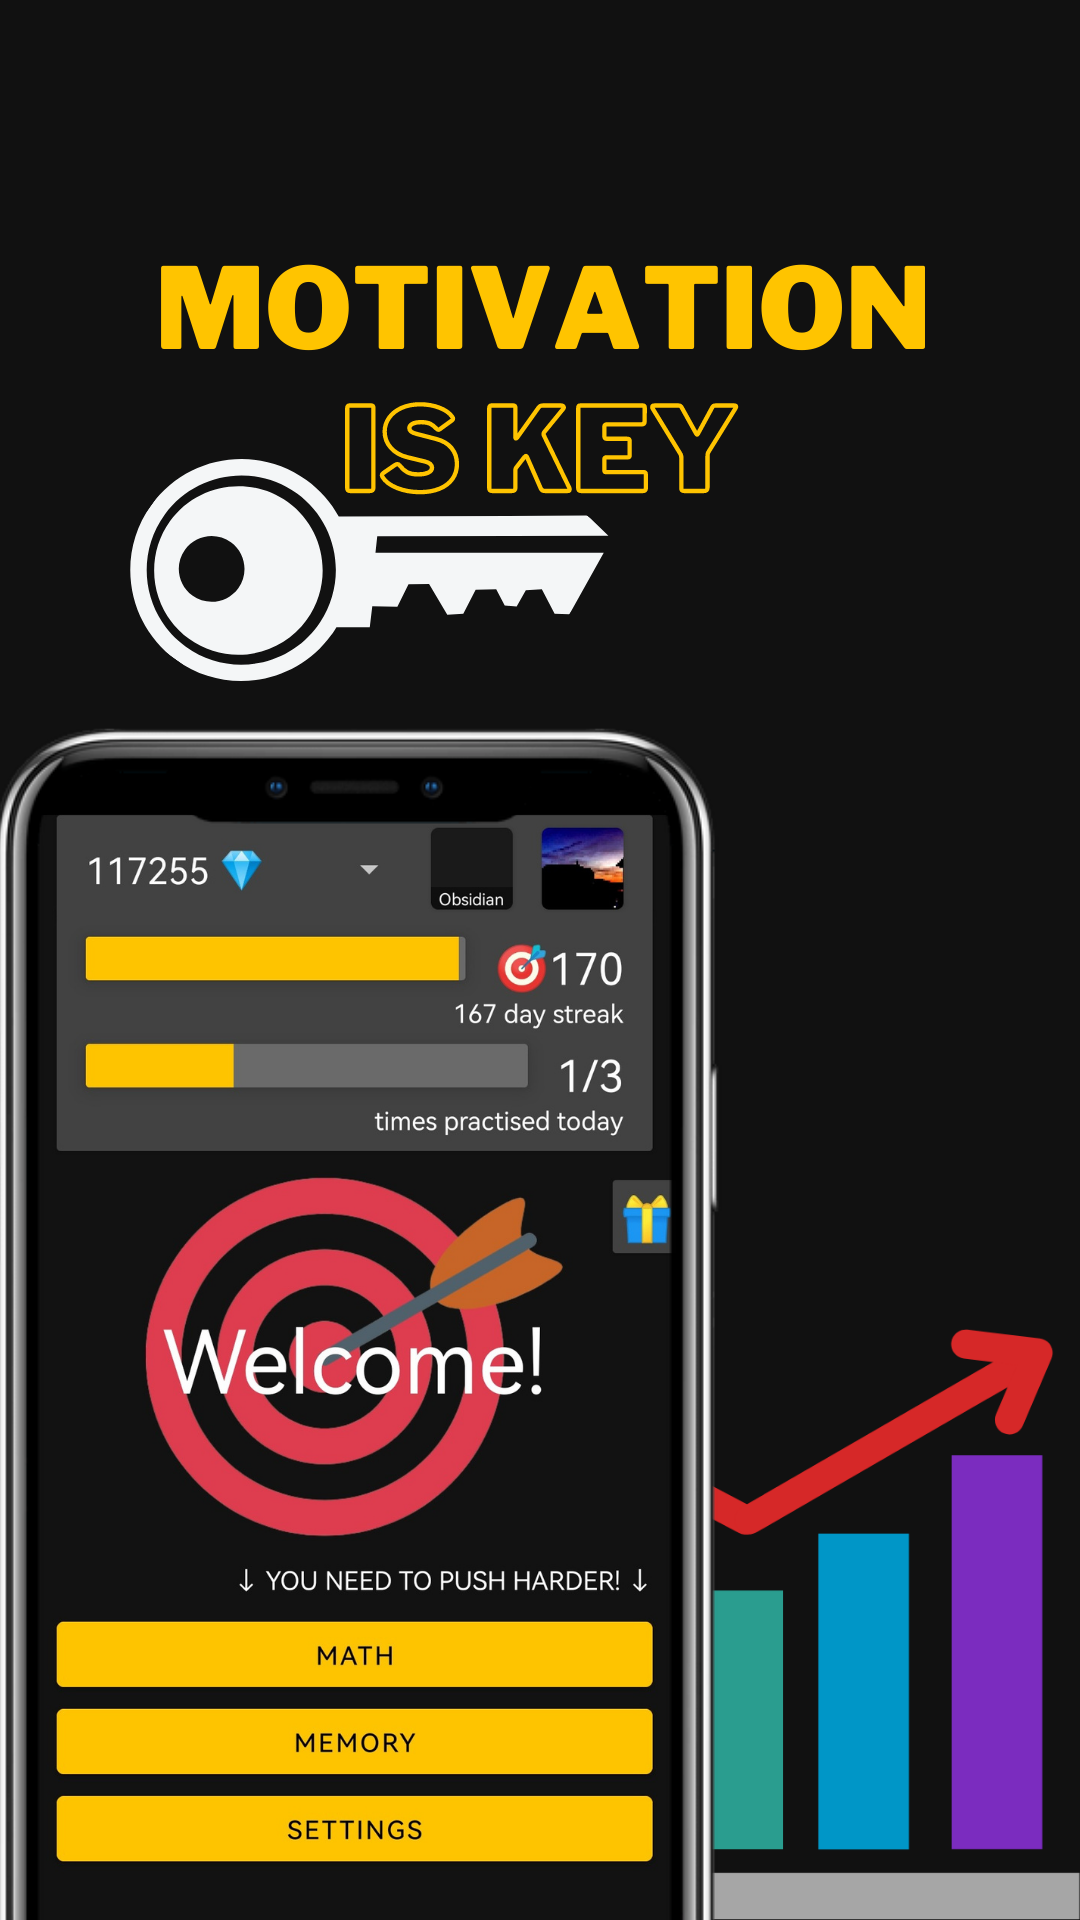 MOTIVATION
IS KEY
117255
Obsidian
170
167 day streak
1/3
times practised today
Welcome!
↓ YOU NEED TO PUSH HARDER! ↓
MATH
MEMORY
SETTINGS